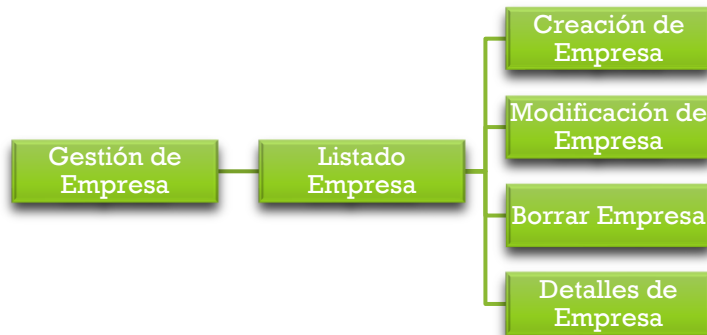 Gestión de
Empresa
Listado
Empresa
Creación de
Empresa
Modificación de
Empresa
Borrar Empresa
Detalles de
Empresa